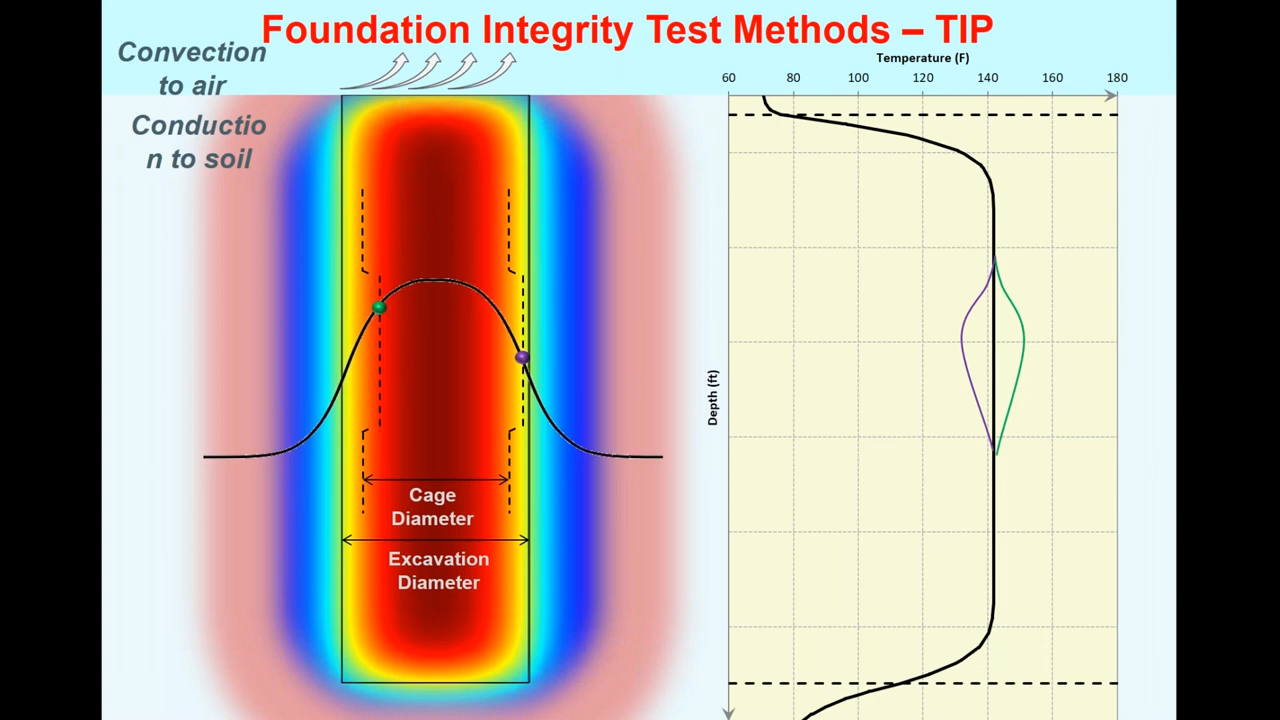 Foundation Integrity Test Methods – TIP
Convection
to air
Conductio
n to soil
Cage
Diameter
Excavation
Diameter
Temperature (F)
60 80 100 120 140 160 180
Depth (ft)